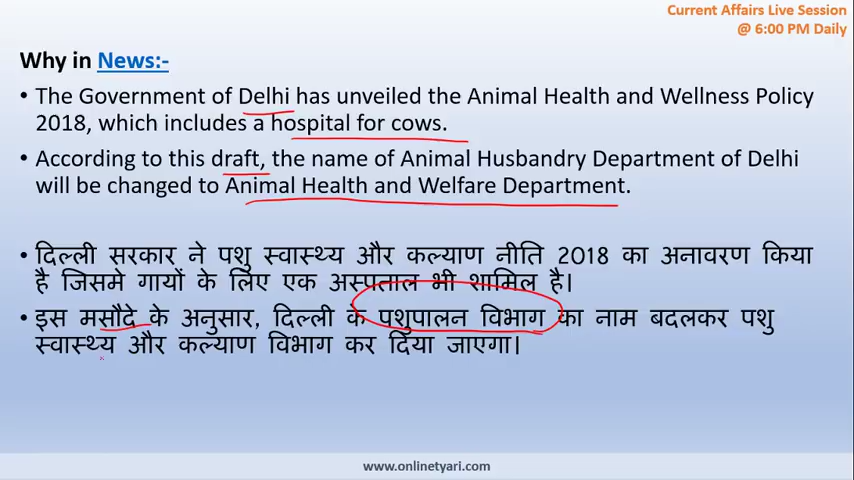 Current Affairs Live Session
@ 6:00 PM Daily
Why in News:-
• The Government of Delhi has unveiled the Animal Health and Wellness Policy
2018, which includes a hospital for cows.
• According to this draft, the name of Animal Husbandry Department of Delhi
will be changed to Animal Health and Welfare Department.
• दिल्ली सरकार ने पशु स्वास्थ्य और कल्याण नीति 2018 का अनावरण किया
है जिसमे गायों के लिए एक अस्पताल भी शामिल है।
• इस मसौदे के अनुसार, दिल्ली के पशुपालन विभाग का नाम बदलकर पशु
स्वास्थ्य और कल्याण विभाग कर दिया जाएगा।
www.onlinetyari.com